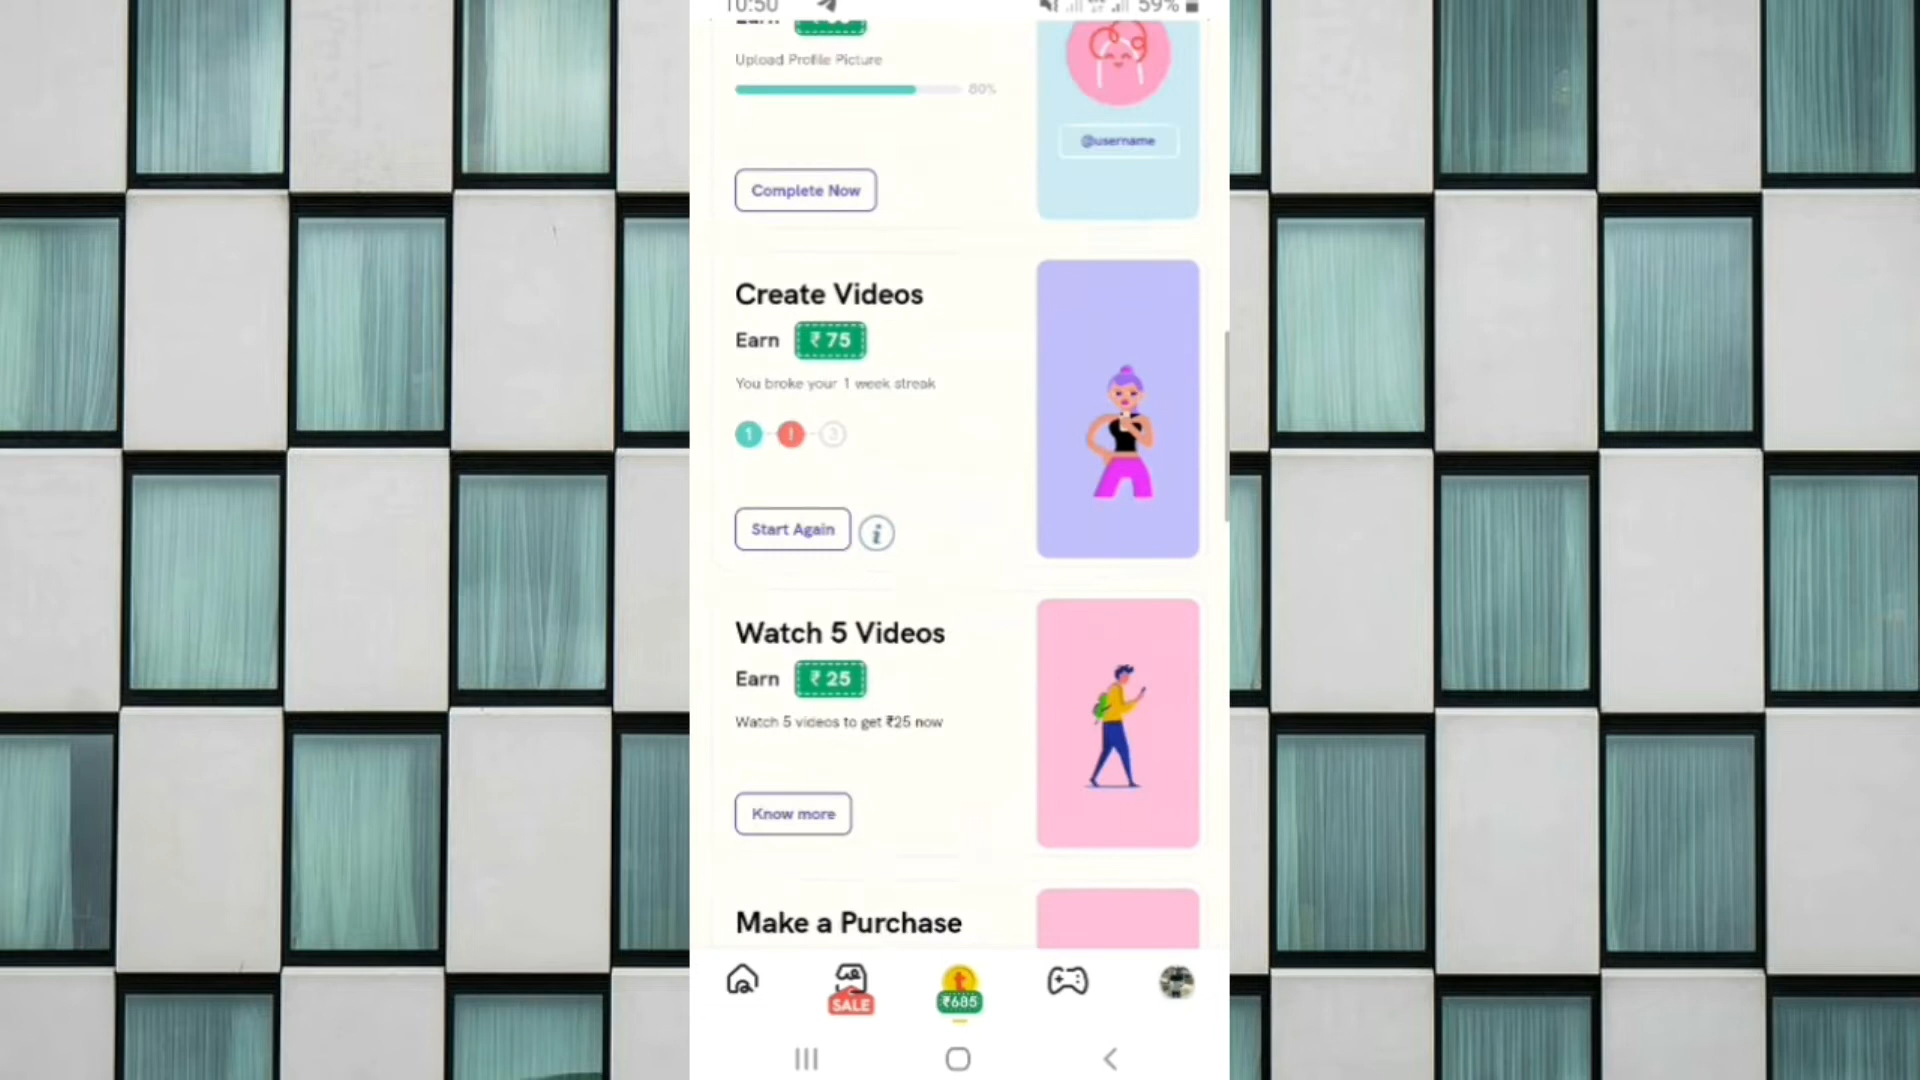 10:50
59%
Earn
Upload Profile Picture
80%
@username
Complete Now
Create Videos
Earn ₹ 75
You broke your 1 week streak
1 ! 3
Start Again i
Watch 5 Videos
Earn ₹ 25
Watch 5 videos to get ₹25 now
Know more
Make a Purchase
SALE
t
₹685